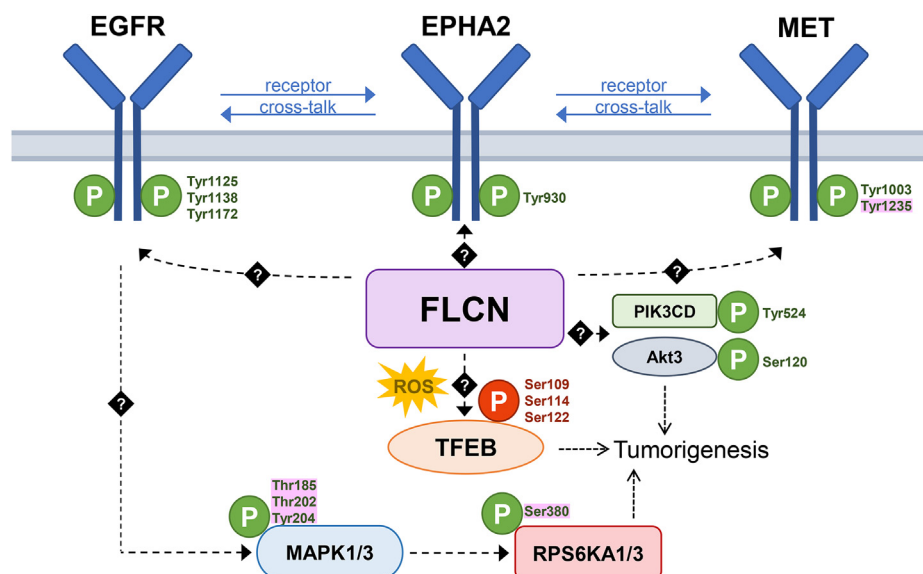 EGFR
EPHA2
MET
receptor
cross-talk
receptor
cross-talk
P
P
Tyr1125
Tyr1138
Tyr1172
P
P
Tyr930
P
P
Tyr1003
Tyr1235
?
?
?
FLCN
?
PIK3CD
P
Tyr524
Akt3
P
Ser120
ROS
?
P
Ser109
Ser114
Ser122
?
TFEB
Tumorigenesis
P
Thr185
Thr202
Tyr204
P
Ser380
MAPK1/3
RPS6KA1/3